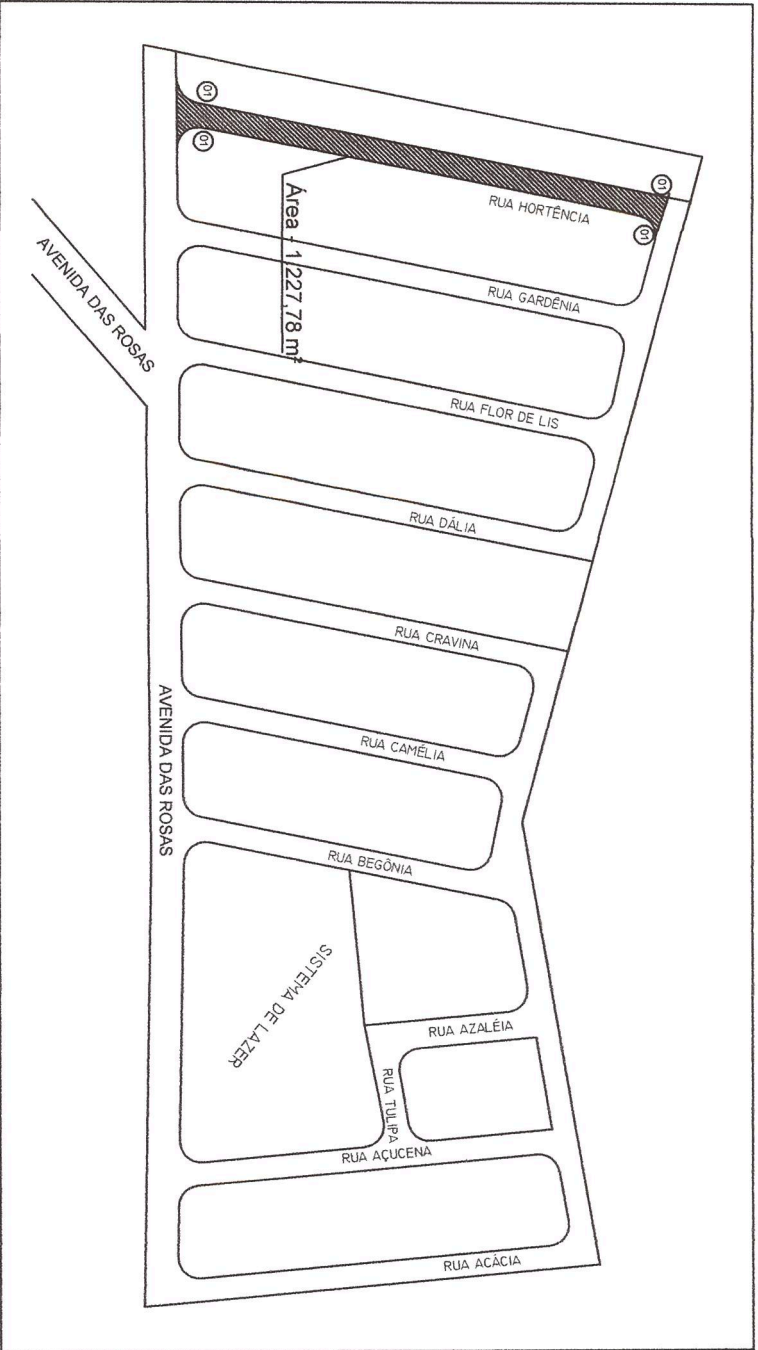 01
01
01
01
RUA HORTÊNCIA
Área - 1.227,78 m²
RUA GARDÊNIA
AVENIDA DAS ROSAS
RUA FLOR DE LIS
RUA DÁLIA
RUA CRAVINA
AVENIDA DAS ROSAS
RUA CAMÉLIA
RUA BEGÔNIA
SISTEMA DE LAZER
RUA AZALÉIA
RUA TULIPA
RUA AÇUCENA
RUA ACÁCIA